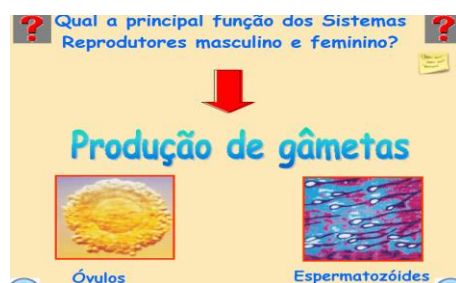 Qual a principal função dos Sistemas
Reprodutores masculino e feminino?
Produção de gâmetas
Óvulos
Espermatozóides